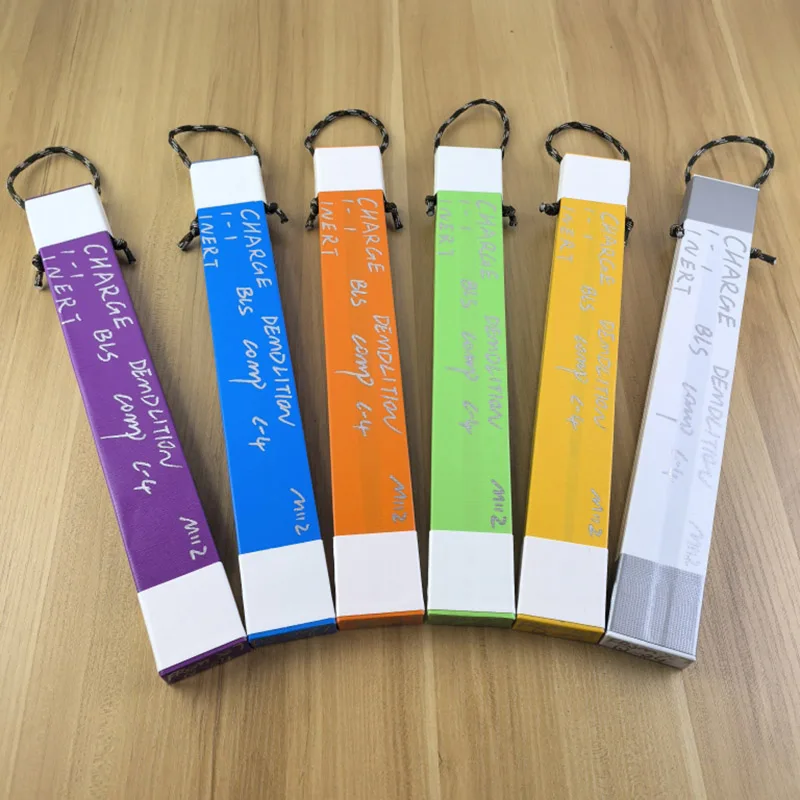 CHARGE DEMOLITION M112
1-1 BLS comp C-4
INERT
CHARGE DEMOLITION M112
1-1 BLS comp C-4
INERT
CHARGE DEMOLITION M112
1-1 BLS comp C-4
INERT
CHARGE DEMOLITION M112
1-1 BLS comp C-4
INERT
CHARGE DEMOLITION M112
1-1 BLS comp C-4
INERT
CHARGE DEMOLITION M112
1-1 BLS comp C-4
INERT